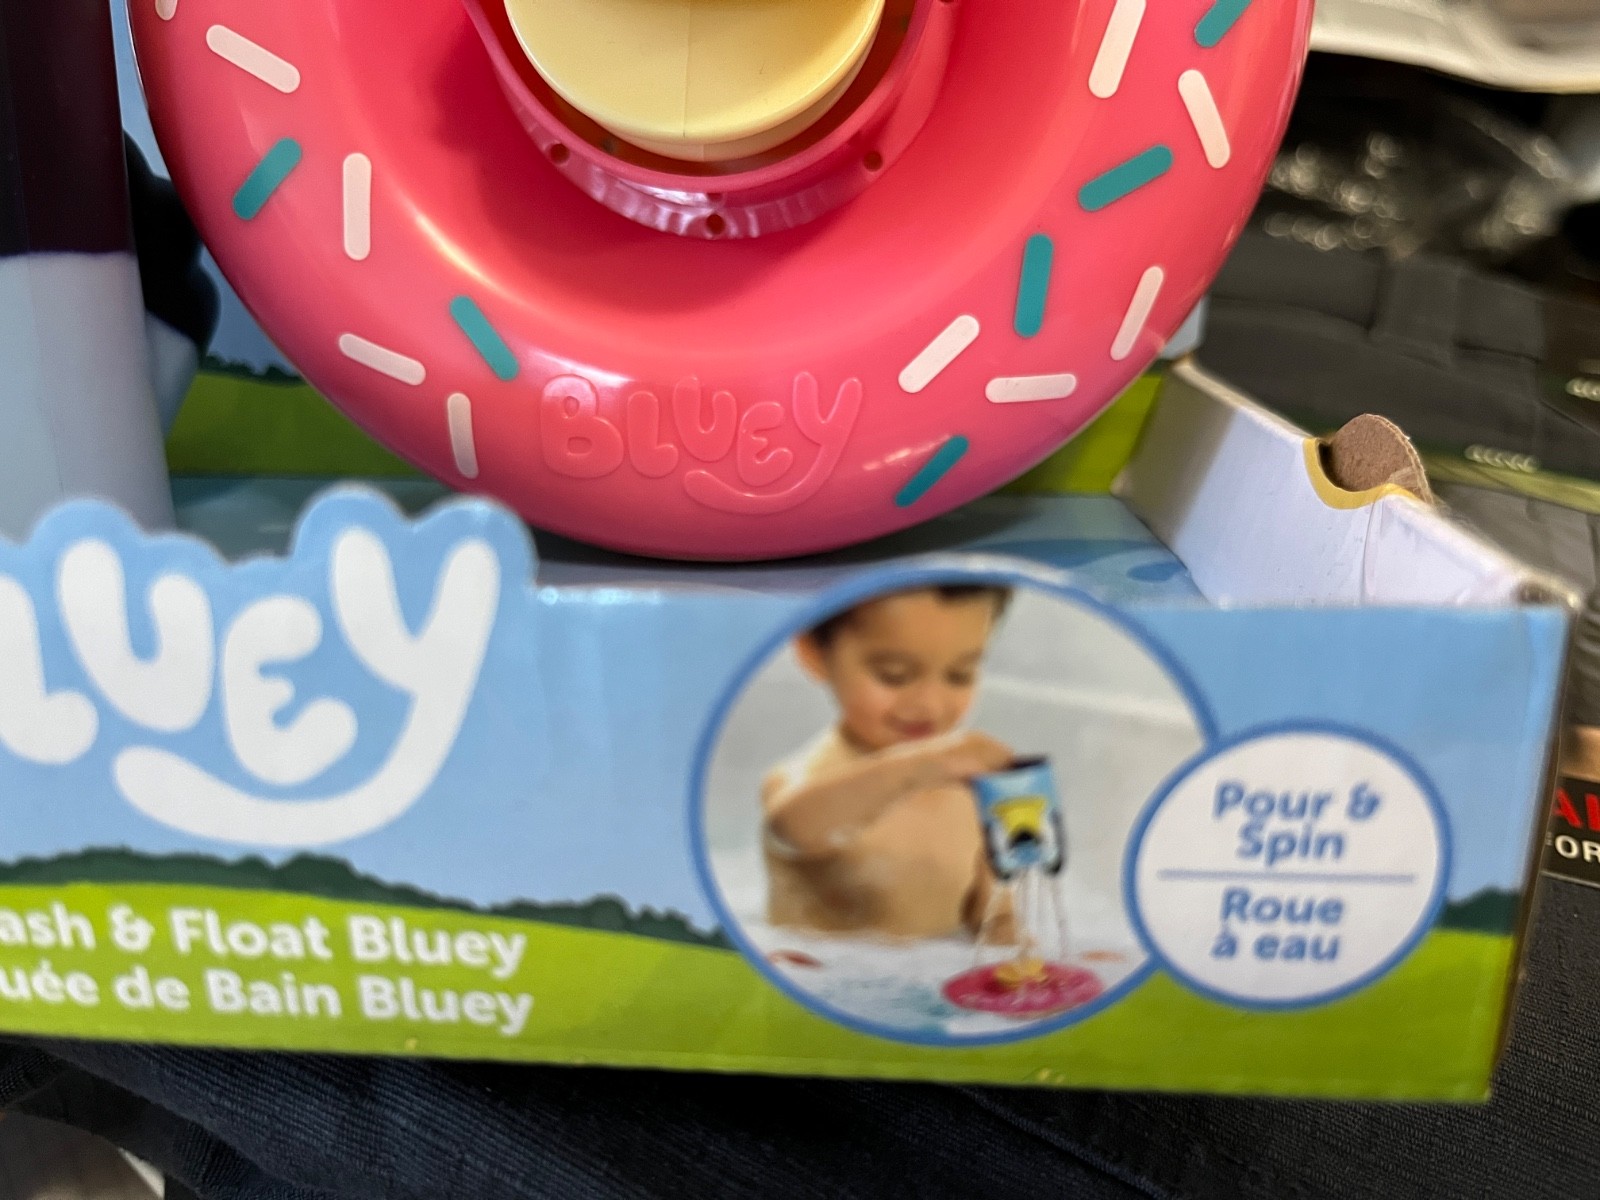 BLUEY
LUEY
ash & Float Bluey
uée de Bain Bluey
Pour &
Spin
Roue
à eau